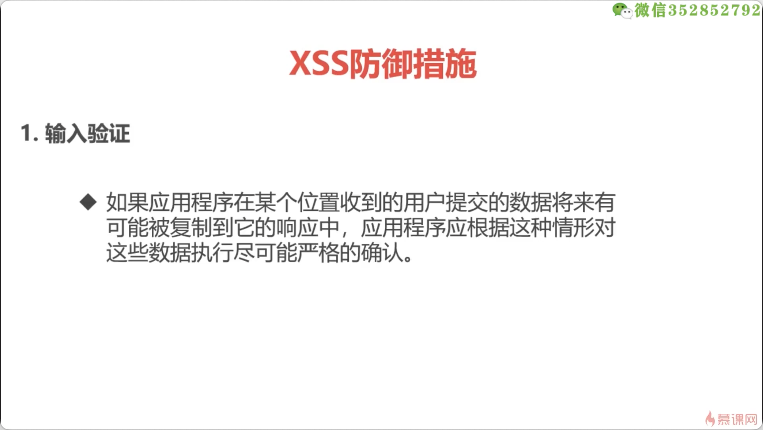 微信352852792
XSS防御措施
1. 输入验证
◆ 如果应用程序在某个位置收到的用户提交的数据将来有
可能被复制到它的响应中，应用程序应根据这种情形对
这些数据执行尽可能严格的确认。
慕课网